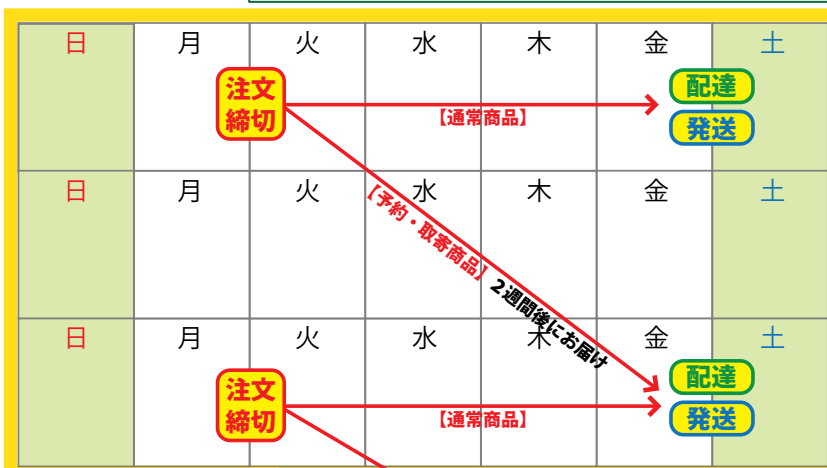 日 月 火 水 木 金 土
注文
締切
【通常商品】
配達
発送
日 月 火 水 木 金 土
【予約・取寄商品】２週間後にお届け
日 月 火 水 木 金 土
注文
締切
【通常商品】
配達
発送